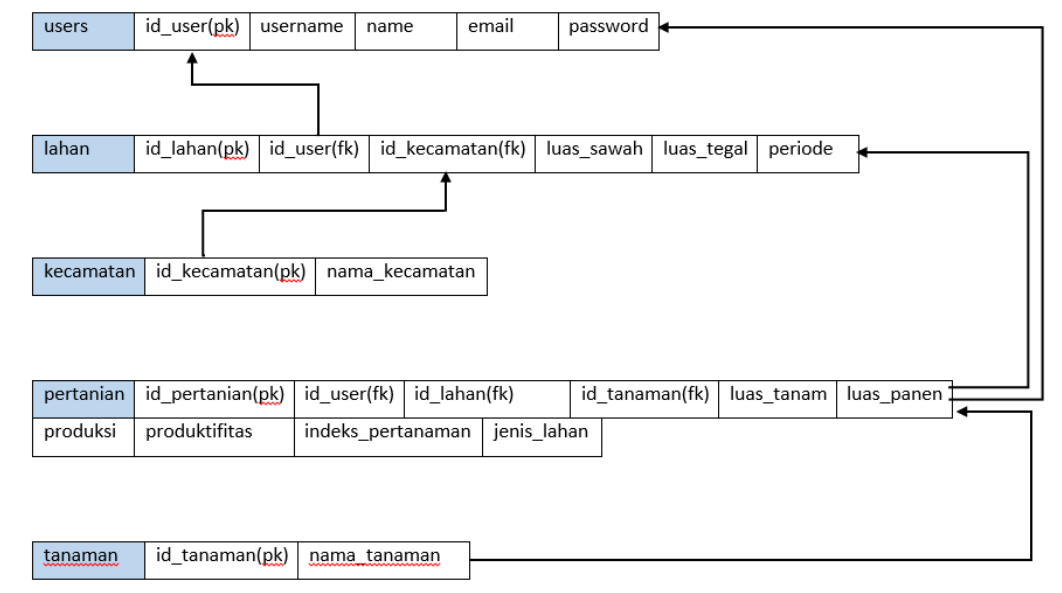 users id_user(pk) username name email password
lahan id_lahan(pk) id_user(fk) id_kecamatan(fk) luas_sawah luas_tegal periode
kecamatan id_kecamatan(pk) nama_kecamatan
pertanian id_pertanian(pk) id_user(fk) id_lahan(fk) id_tanaman(fk) luas_tanam luas_panen
produksi produktifitas indeks_pertanaman jenis_lahan
tanaman id_tanaman(pk) nama_tanaman